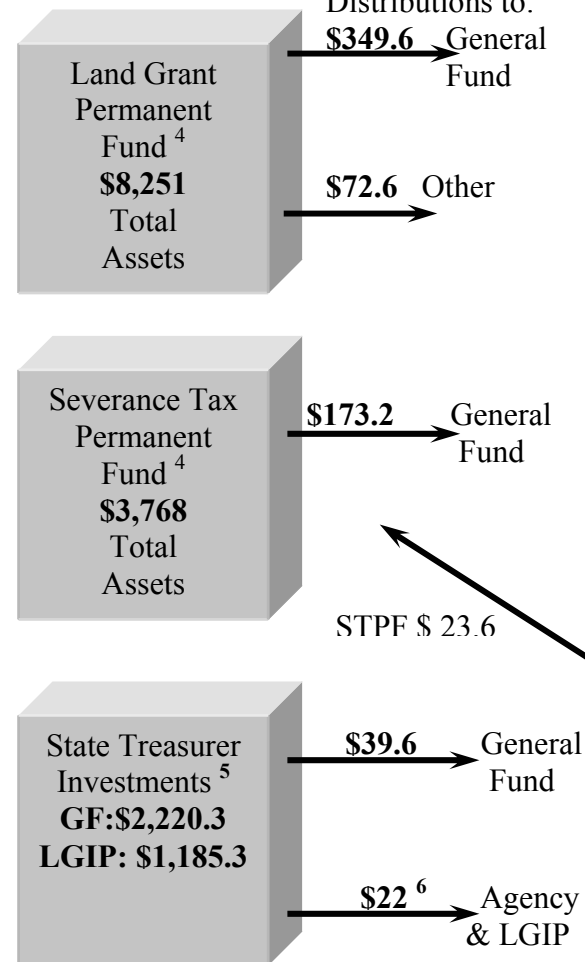 Distributions to:
Land Grant
Permanent
Fund 4
$8,251
Total
Assets
$349.6 General
Fund
$72.6 Other
Severance Tax
Permanent
Fund 4
$3,768
Total
Assets
$173.2 General
Fund
STPF $ 23.6
State Treasurer
Investments 5
GF:$2,220.3
LGIP: $1,185.3
$39.6 General
Fund
$22 6 Agency
& LGIP